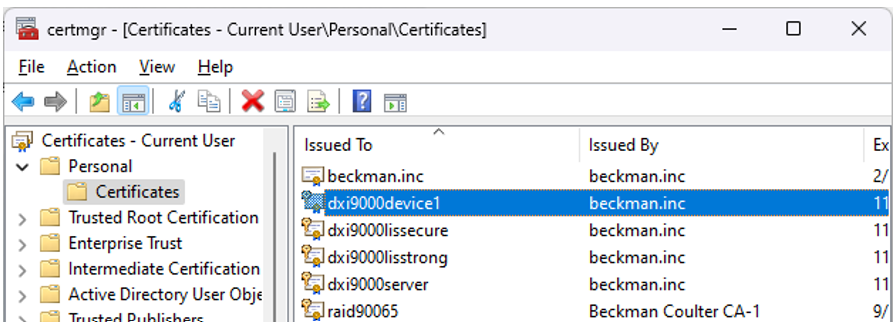 certmgr - [Certificates - Current User\Personal\Certificates]
File Action View Help
Certificates - Current User
Personal
Certificates
Trusted Root Certification
Enterprise Trust
Intermediate Certification
Active Directory User Obje
Trusted Publishers
Issued To Issued By Ex
beckman.inc beckman.inc 2/
dxi9000device1 beckman.inc 11
dxi9000lissecure beckman.inc 11
dxi9000lisstrong beckman.inc 11
dxi9000server beckman.inc 11
raid90065 Beckman Coulter CA-1 9/